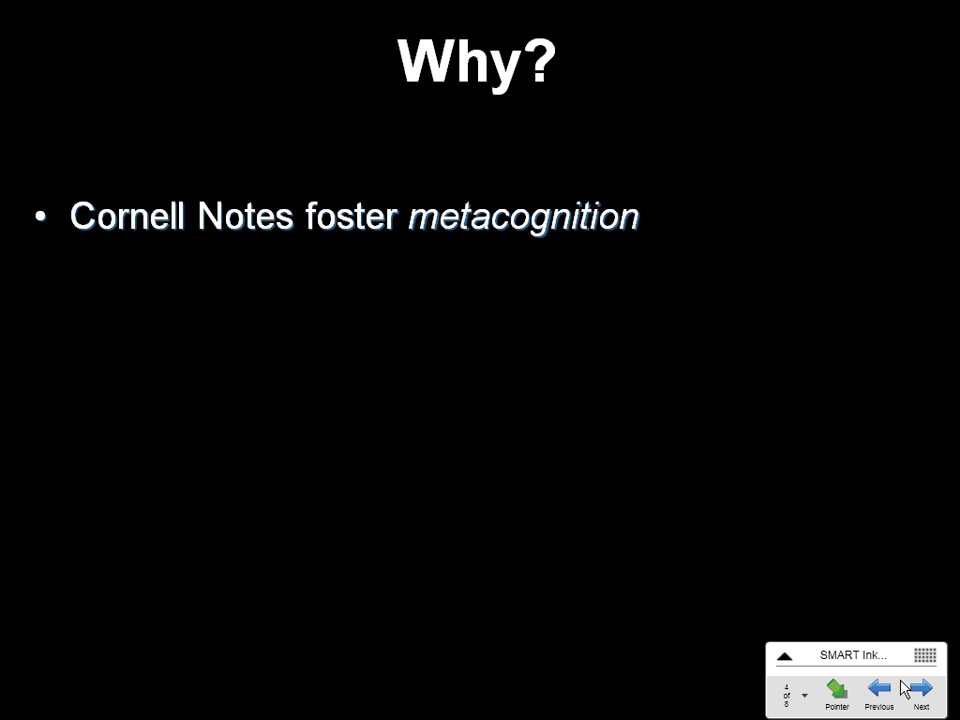 Why?
• Cornell Notes foster metacognition
SMART Ink...
4
of
8
Pointer Previous Next